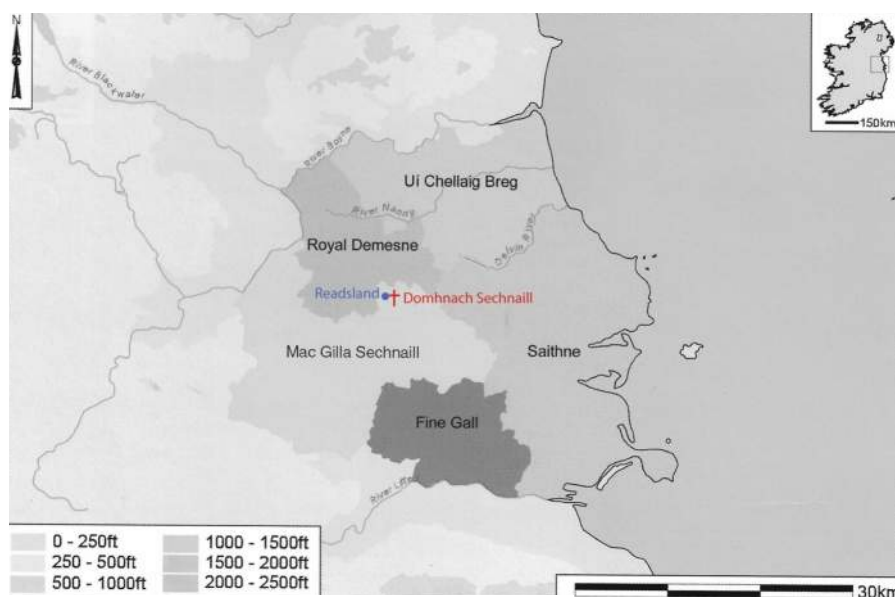 N
150km
River Blackwater
River Boyne
Uí Chellaig Breg
River Nanny
Royal Demesne
Delvin River
Readsland
Domhnach Sechnaill
Mac Gilla Sechnaill
Saithne
Fine Gall
River Liffey
0 - 250ft
250 - 500ft
500 - 1000ft
1000 - 1500ft
1500 - 2000ft
2000 - 2500ft
30km